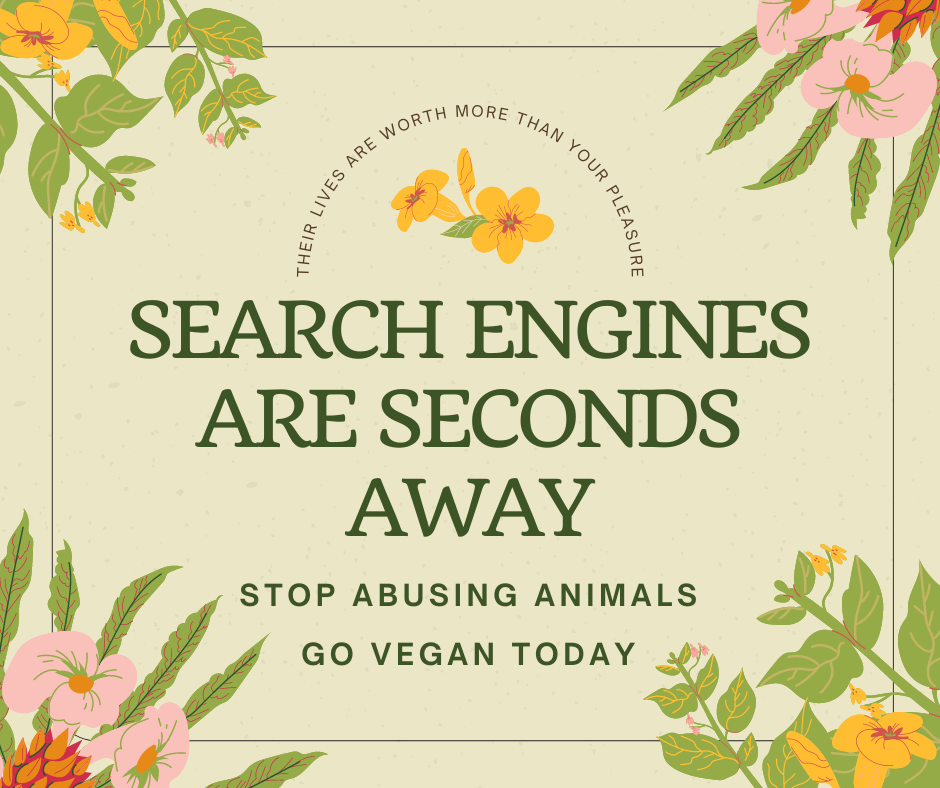 THEIR LIVES ARE WORTH MORE THAN YOUR PLEASURE
SEARCH ENGINES
ARE SECONDS
AWAY
STOP ABUSING ANIMALS
GO VEGAN TODAY